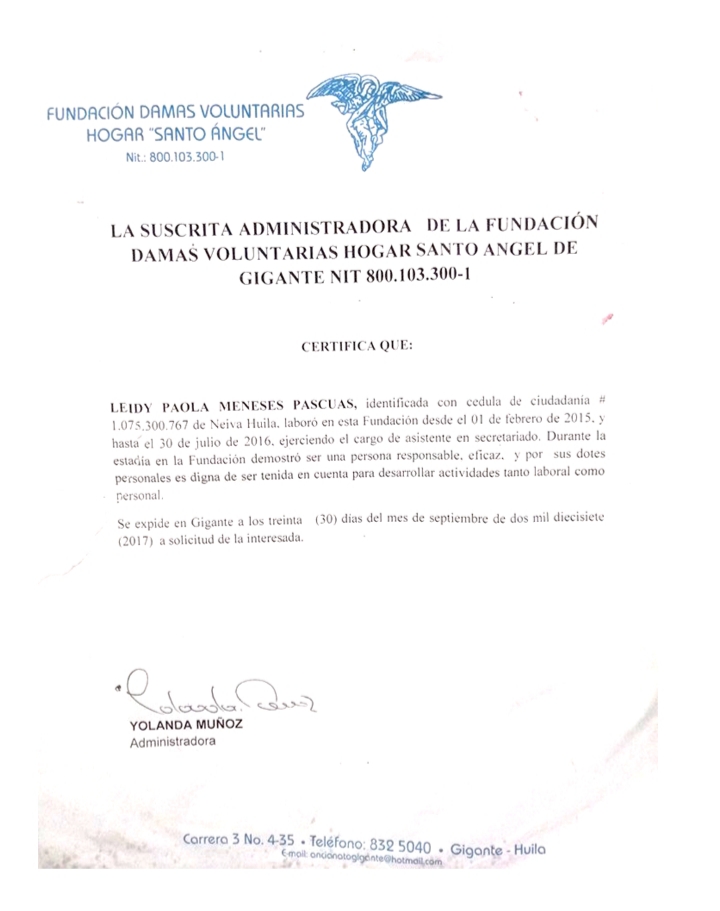 FUNDACIÓN DAMAS VOLUNTARIAS
HOGAR "SANTO ÁNGEL"
Nit.: 800.103.300-1
LA SUSCRITA ADMINISTRADORA DE LA FUNDACIÓN
DAMAS VOLUNTARIAS HOGAR SANTO ANGEL DE
GIGANTE NIT 800.103.300-1
CERTIFICA QUE:
LEIDY PAOLA MENESES PASCUAS, identificada con cedula de ciudadania #
1.075.300.767 de Neiva Huila, laboró en esta Fundación desde el 01 de febrero de 2015, y
hasta el 30 de julio de 2016, ejerciendo el cargo de asistente en secretariado. Durante la
estadía en la Fundación demostró ser una persona responsable, eficaz, y por sus dotes
personales es digna de ser tenida en cuenta para desarrollar actividades tanto laboral como
personal.
Se expide en Gigante a los treinta (30) días del mes de septiembre de dos mil diecisiete
(2017) a solicitud de la interesada.
YOLANDA MUÑOZ
Administradora
Carrera 3 No. 4-35 • Teléfono: 832 5040 • Gigante - Huila
E-mail: ancianatogigante@hotmail.com